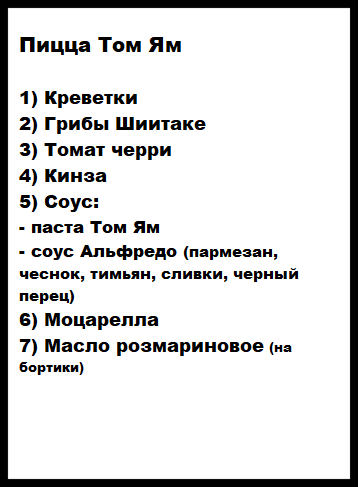 Пицца Том Ям
1) Креветки
2) Грибы Шиитаке
3) Томат черри
4) Кинза
5) Соус:
- паста Том Ям
- соус Альфредо (пармезан,
чеснок, тимьян, сливки, черный
перец)
6) Моцарелла
7) Масло розмариновое (на
бортики)